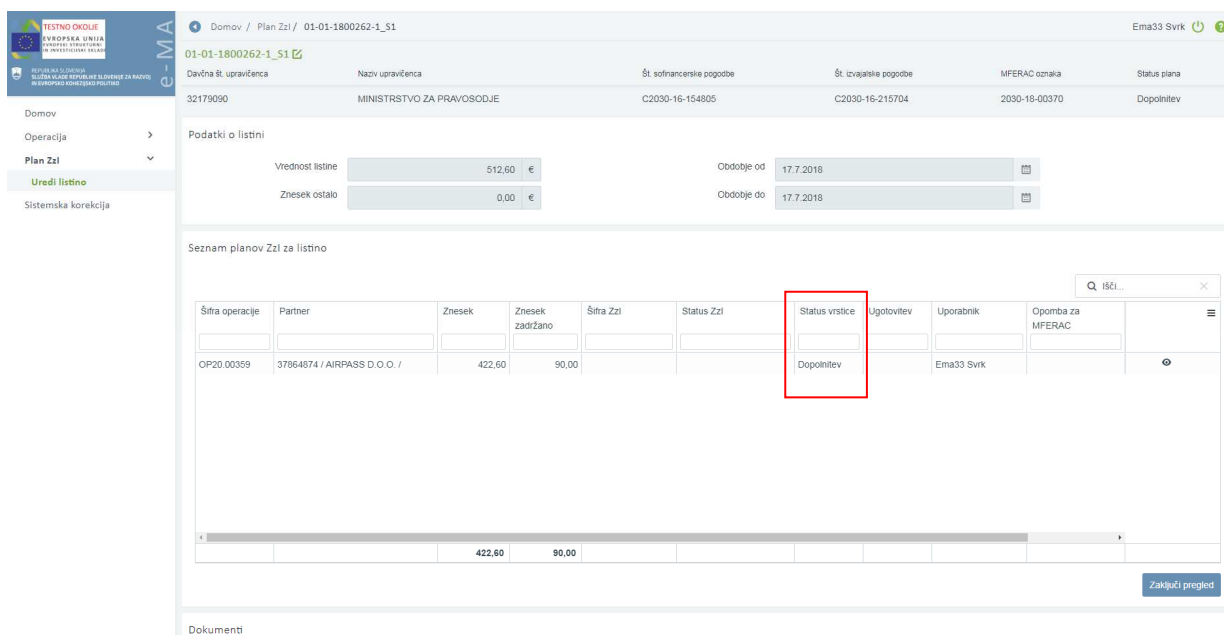 TESTNO OKOLJE
EVROPSKA UNIJA
EVROPSKI STRUKTURNI
IN INVESTICIJSKI SKLADI
REPUBLIKA SLOVENIJA
SLUŽBA VLADE REPUBLIKE SLOVENIJE ZA RAZVOJ
IN EVROPSKO KOHEZIJSKO POLITIKO
e-MA
Domov
Operacija
Plan ZzI
Uredi listino
Sistemska korekcija
Domov / Plan ZzI / 01-01-1800262-1_S1
Ema33 Svrk
01-01-1800262-1_S1
Davčna št. upravičenca Naziv upravičenca Št. sofinancerske pogodbe Št. izvajalske pogodbe MFERAC oznaka Status plana
32179090 MINISTRSTVO ZA PRAVOSODJE C2030-16-154805 C2030-16-215704 2030-18-00370 Dopolnitev
Podatki o listini
Vrednost listine 512,60 € Obdobje od 17.7.2018
Znesek ostalo 0,00 € Obdobje do 17.7.2018
Seznam planov ZzI za listino
Išči...
Šifra operacije Partner Znesek Znesek zadržano Šifra ZzI Status ZzI Status vrstice Ugotovitev Uporabnik Opomba za MFERAC
OP20.00359 37864874 / AIRPASS D.O.O. / 422,60 90,00 Dopolnitev Ema33 Svrk
422,60 90,00
Zaključi pregled
Dokumenti